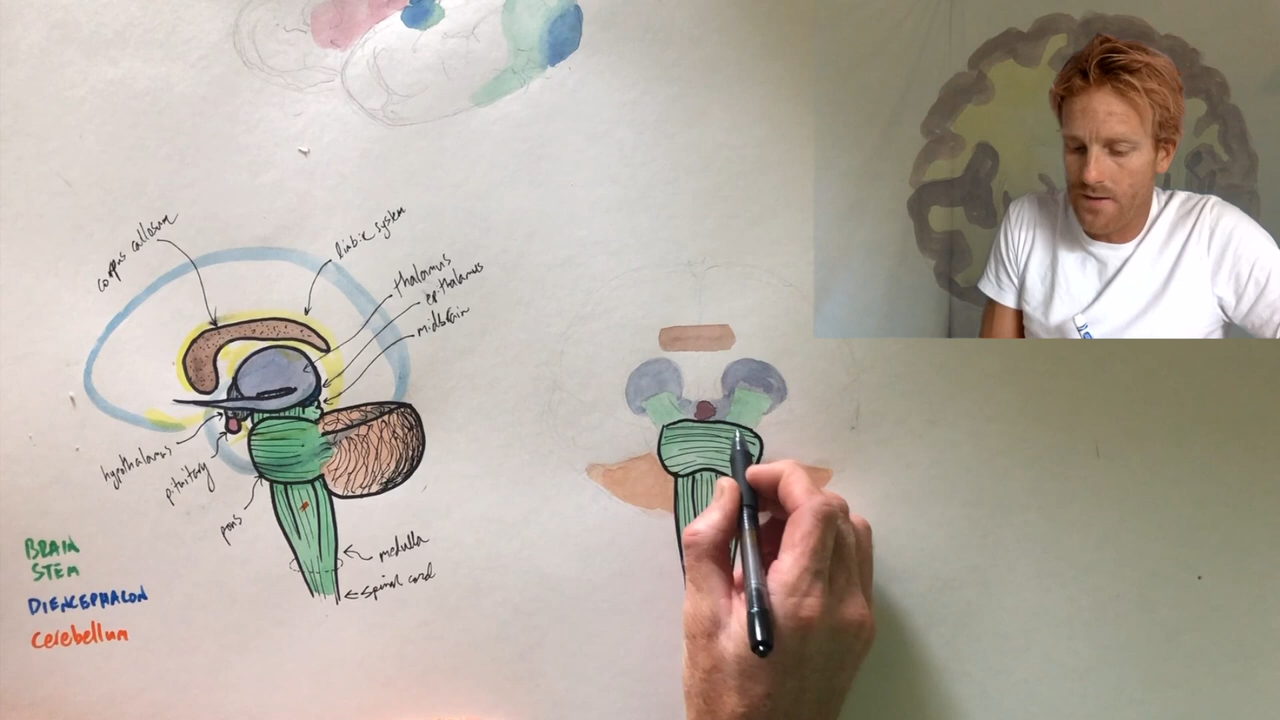 corpus callosum
limbic system
thalamus
epithalamus
midbrain
hypothalamus
pituitary
pons
medulla
spinal cord
BRAIN
STEM
DIENCEPHALON
cerebellum